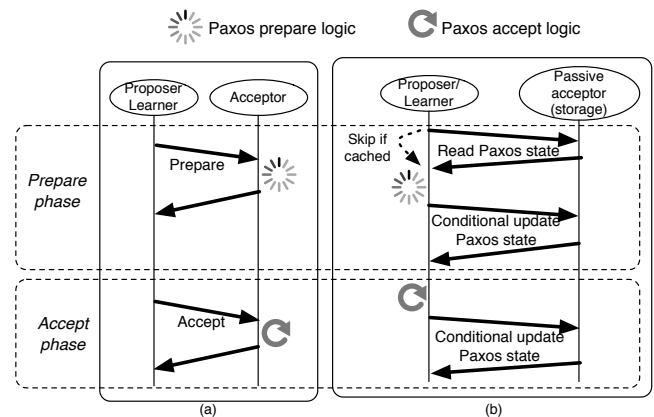 Paxos prepare logic
Paxos accept logic
Proposer
Learner
Acceptor
Proposer/
Learner
Passive
acceptor
(storage)
Prepare
phase
Prepare
Skip if
cached
Read Paxos state
Conditional update
Paxos state
Accept
phase
Accept
Conditional update
Paxos state
(a)
(b)